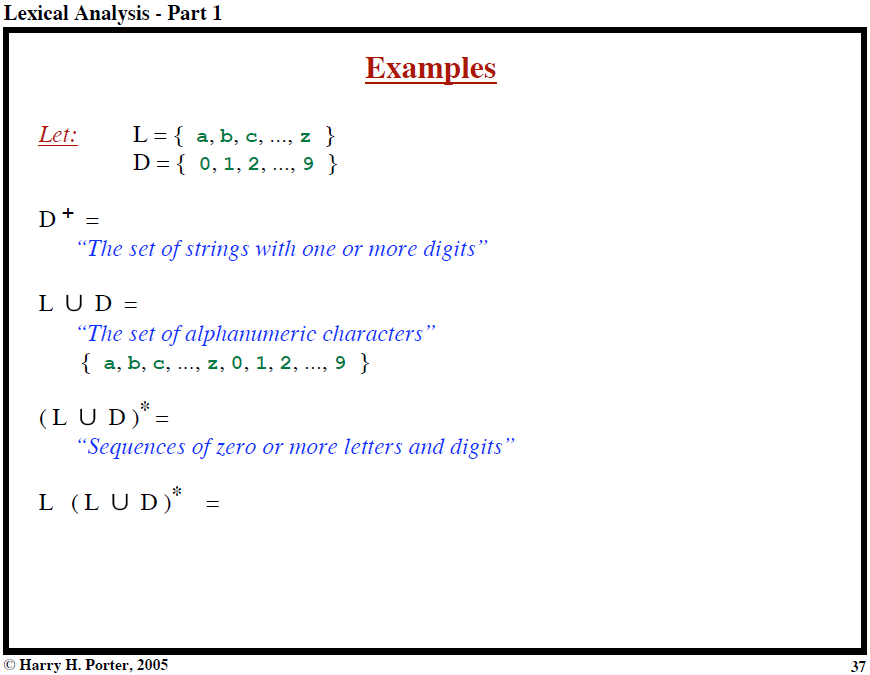 Lexical Analysis - Part 1
Examples
Let: L = { a, b, c, ..., z }
D = { 0, 1, 2, ..., 9 }
D⁺ =
“The set of strings with one or more digits”
L ∪ D =
“The set of alphanumeric characters”
{ a, b, c, ..., z, 0, 1, 2, ..., 9 }
( L ∪ D )* =
“Sequences of zero or more letters and digits”
L ( L ∪ D )* =
© Harry H. Porter, 2005 37